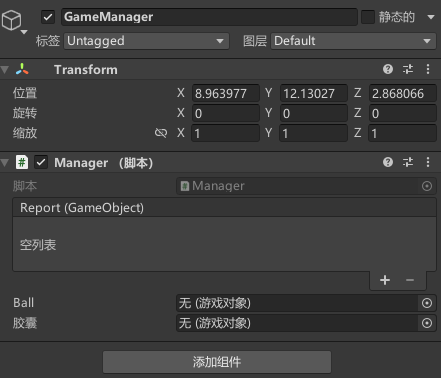 GameManager 静态的
标签 Untagged 图层 Default
Transform
位置 X 8.963977 Y 12.13027 Z 2.868066
旋转 X 0 Y 0 Z 0
缩放 X 1 Y 1 Z 1
# Manager （脚本）
脚本 # Manager
Report (GameObject)
空列表
+ −
Ball 无 (游戏对象)
胶囊 无 (游戏对象)
添加组件